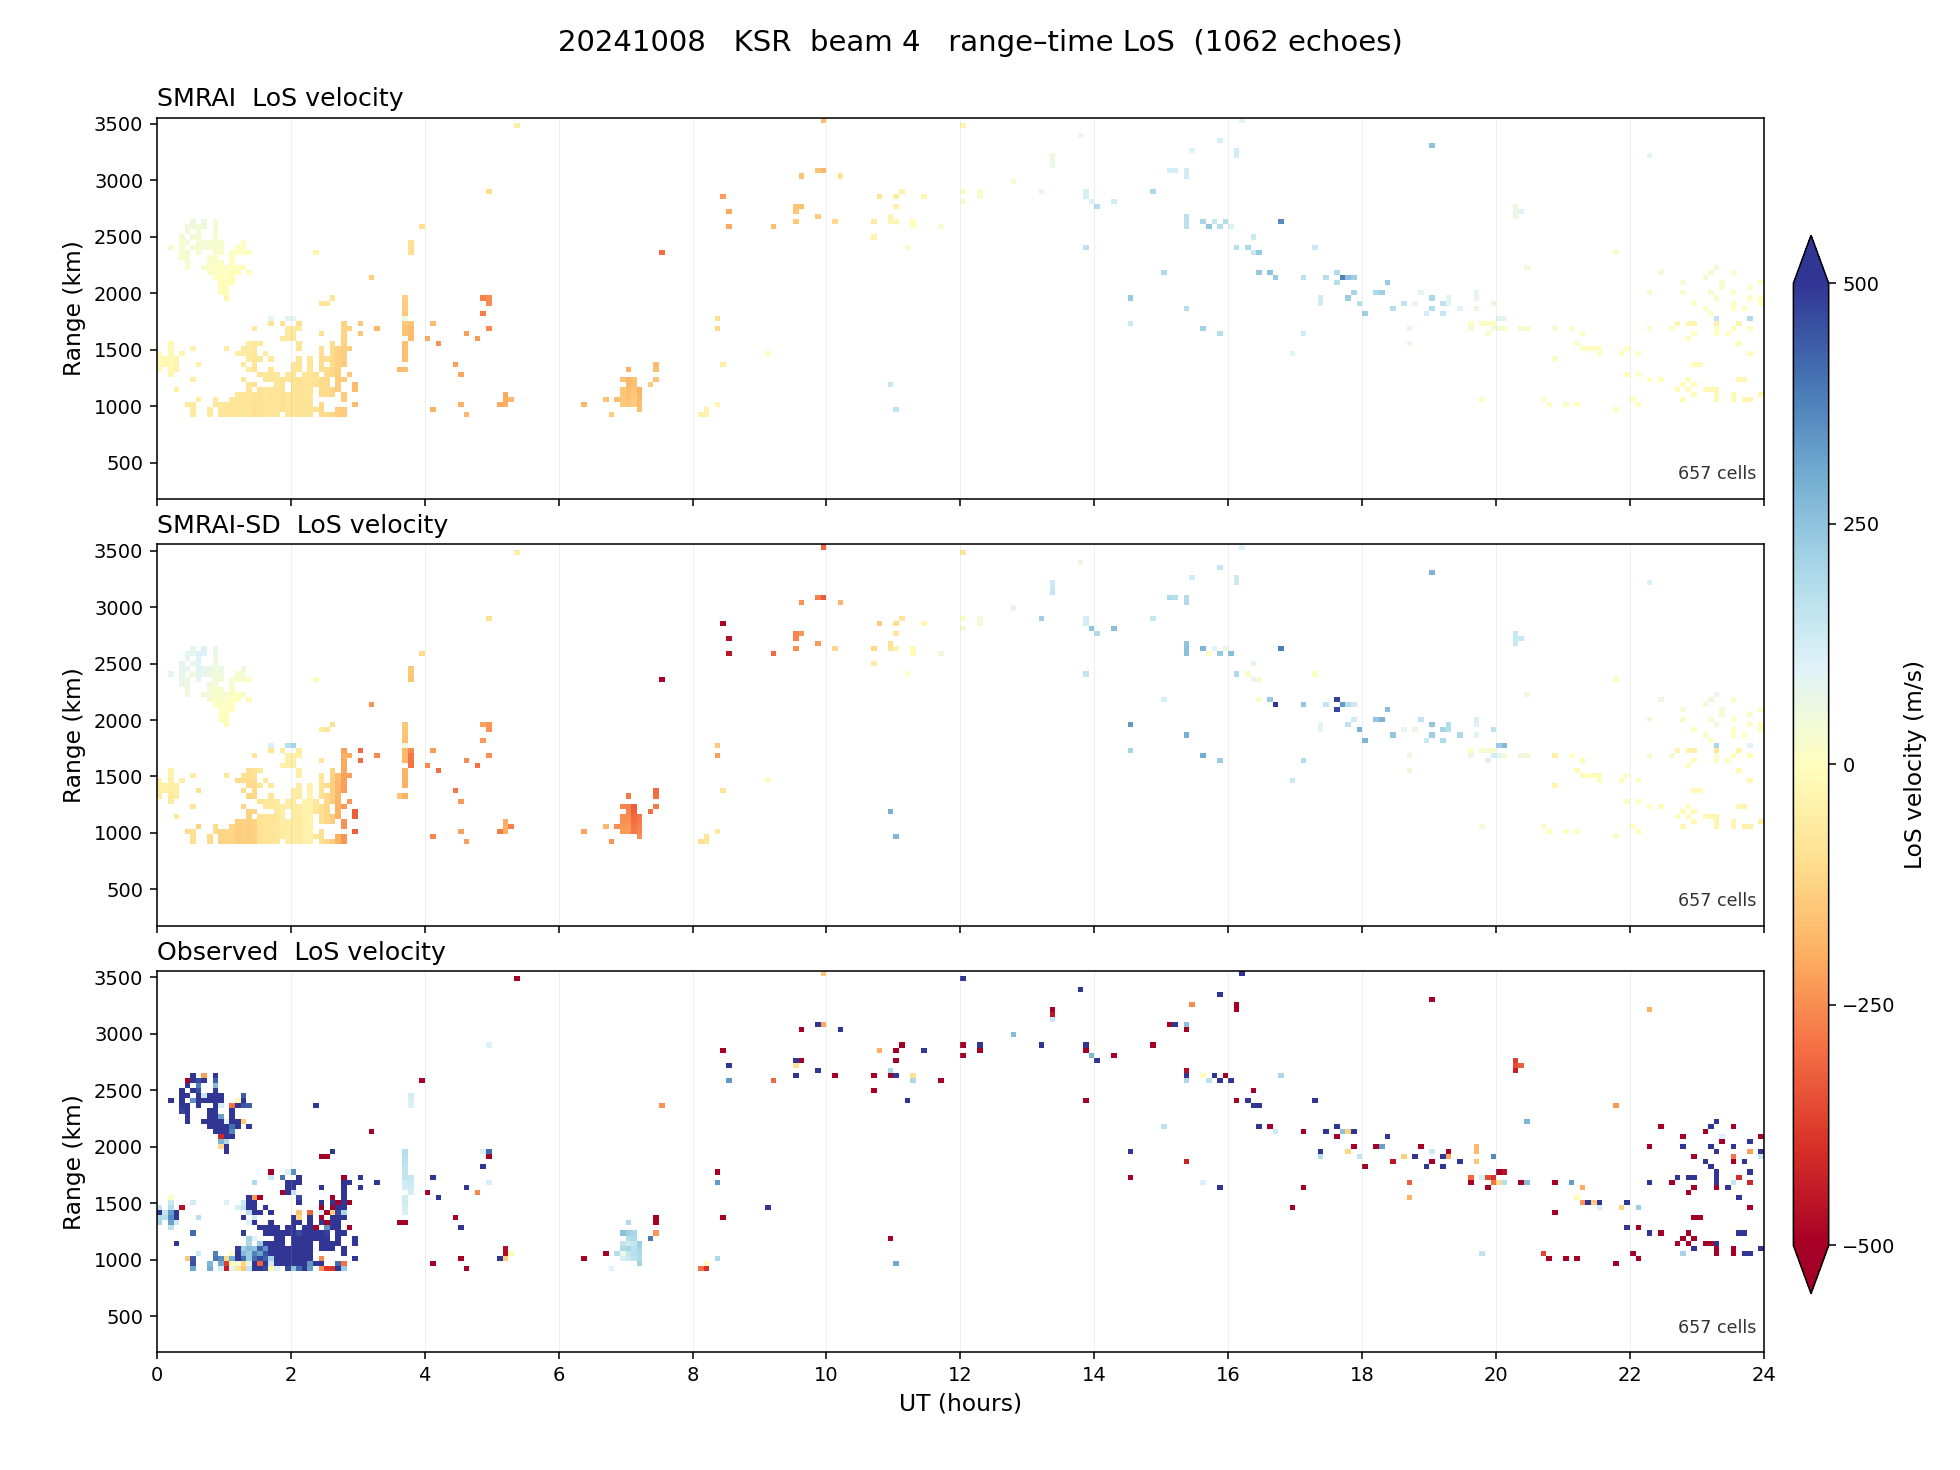 20241008   KSR  beam 4   range–time LoS  (1062 echoes)
SMRAI  LoS velocity
3500
3000
2500
2000
1500
1000
500
Range (km)
657 cells
SMRAI-SD  LoS velocity
3500
3000
2500
2000
1500
1000
500
Range (km)
657 cells
Observed  LoS velocity
3500
3000
2500
2000
1500
1000
500
Range (km)
657 cells
0 2 4 6 8 10 12 14 16 18 20 22 24
UT (hours)
500
250
0
−250
−500
LoS velocity (m/s)